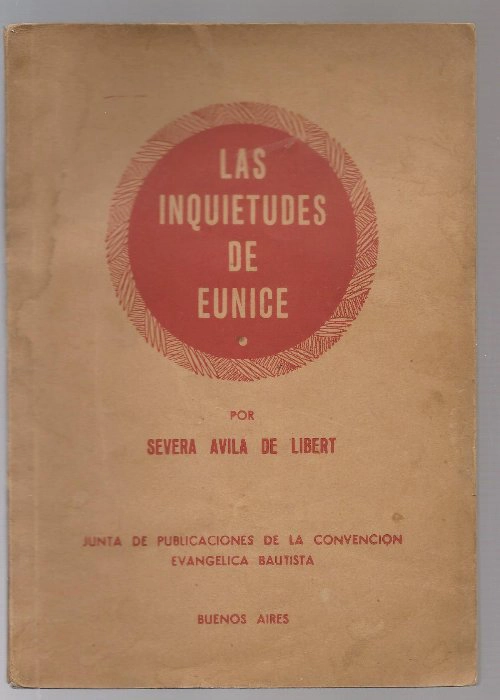 LAS
INQUIETUDES
DE
EUNICE
POR
SEVERA AVILA DE LIBERT
JUNTA DE PUBLICACIONES DE LA CONVENCION
EVANGELICA BAUTISTA
BUENOS AIRES